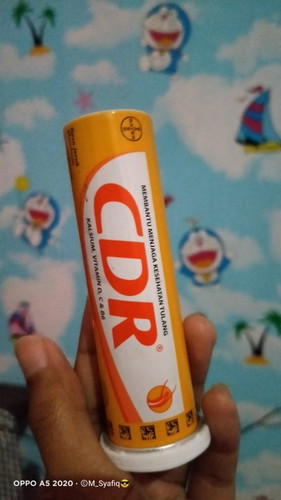 BAYER
CDR
®
MEMBANTU MENJAGA KESEHATAN TULANG
KALSIUM, VITAMIN D, C & B6
OPPO A5 2020 · ©M_Syafiq😎